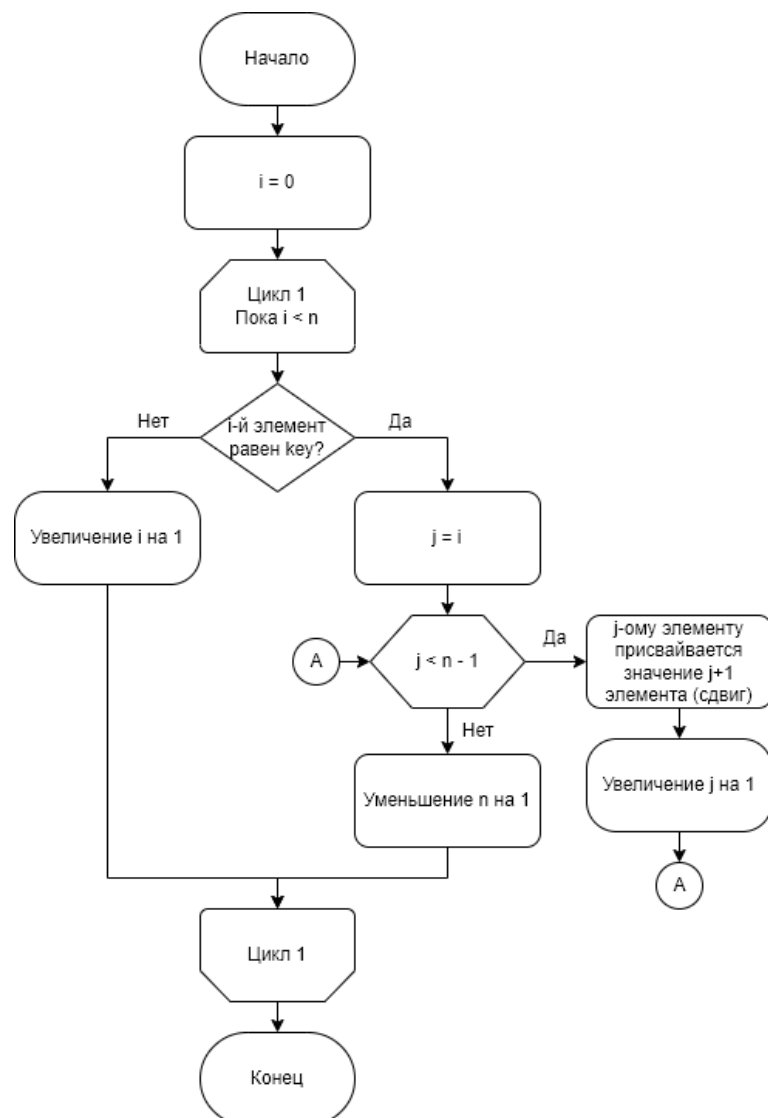 Начало
i = 0
Цикл 1
Пока i < n
i-й элемент
равен key?
Нет
Да
Увеличение i на 1
j = i
A
j < n - 1
Да
j-ому элементу
присвайвается
значение j+1
элемента (сдвиг)
Нет
Уменьшение n на 1
Увеличение j на 1
A
Цикл 1
Конец